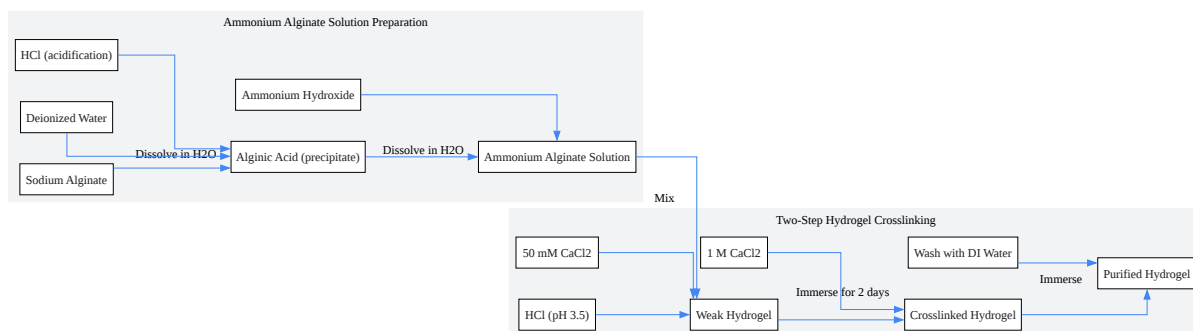 Ammonium Alginate Solution Preparation
HCl (acidification)
Ammonium Hydroxide
Deionized Water
Dissolve in H2O
Alginic Acid (precipitate)
Dissolve in H2O
Ammonium Alginate Solution
Sodium Alginate
Mix
Two-Step Hydrogel Crosslinking
50 mM CaCl2
1 M CaCl2
Wash with DI Water
Immerse
Purified Hydrogel
Immerse for 2 days
HCl (pH 3.5)
Weak Hydrogel
Crosslinked Hydrogel